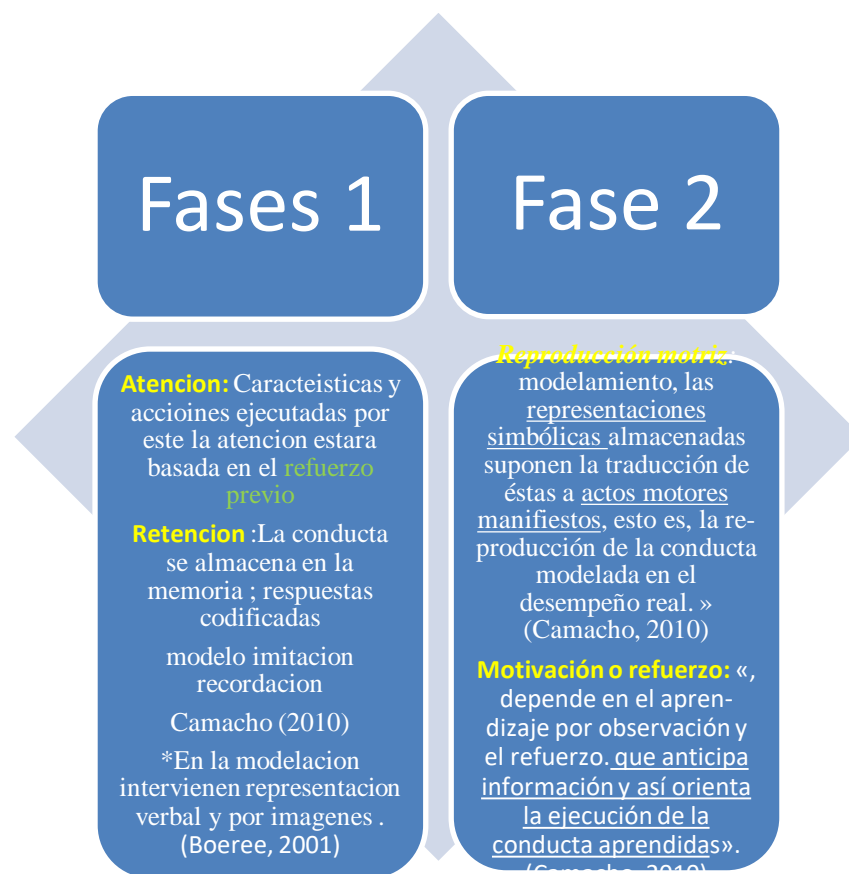 Fases 1
Fase 2
Atencion: Caracteisticas y
accioines ejecutadas por
este la atencion estara
basada en el refuerzo
previo
Retencion :La conducta
se almacena en la
memoria ; respuestas
codificadas
modelo imitacion
recordacion
Camacho (2010)
*En la modelacion
intervienen representacion
verbal y por imagenes .
(Boeree, 2001)
Reproducción motriz:
modelamiento, las
representaciones
simbólicas almacenadas
suponen la traducción de
éstas a actos motores
manifiestos, esto es, la re-
producción de la conducta
modelada en el
desempeño real. »
(Camacho, 2010)
Motivación o refuerzo: «,
depende en el apren-
dizaje por observación y
el refuerzo. que anticipa
información y así orienta
la ejecución de la
conducta aprendidas».
(Camacho, 2010)